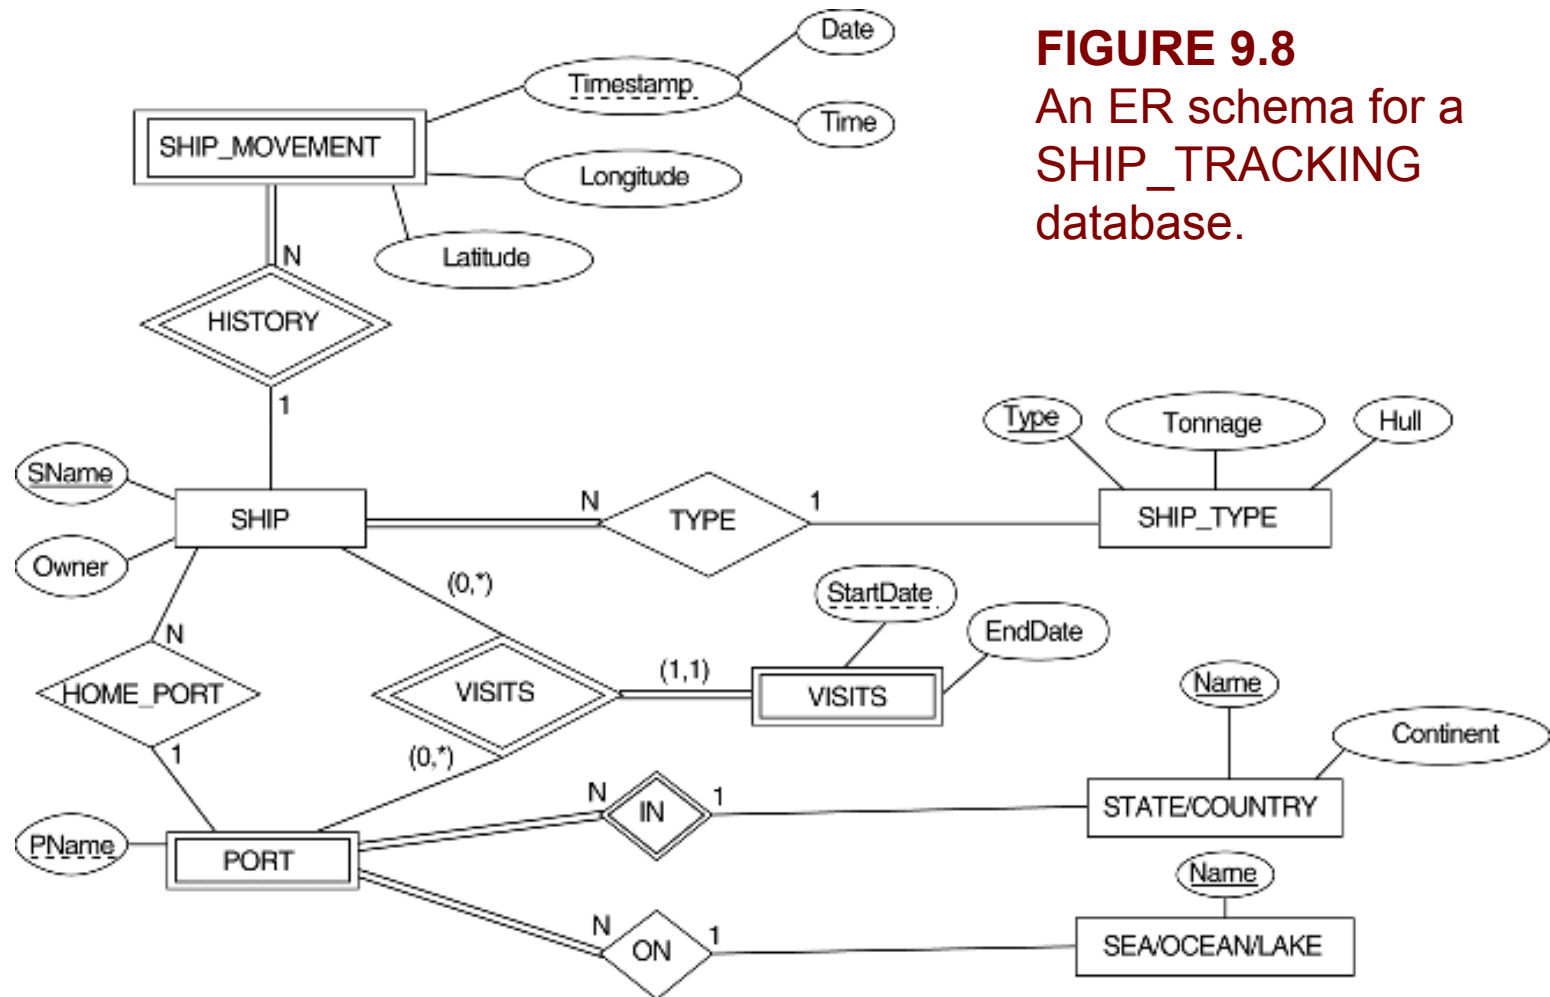 Date
FIGURE 9.8
An ER schema for a
SHIP_TRACKING
database.
Timestamp
Time
SHIP_MOVEMENT
Longitude
Latitude
N
HISTORY
1
Type
Tonnage
Hull
SName
SHIP
N
TYPE
1
SHIP_TYPE
Owner
(0,*)
StartDate
EndDate
N
HOME_PORT
1
VISITS
(1,1)
VISITS
Name
Continent
(0,*)
N
IN
1
STATE/COUNTRY
PName
PORT
Name
N
ON
1
SEA/OCEAN/LAKE